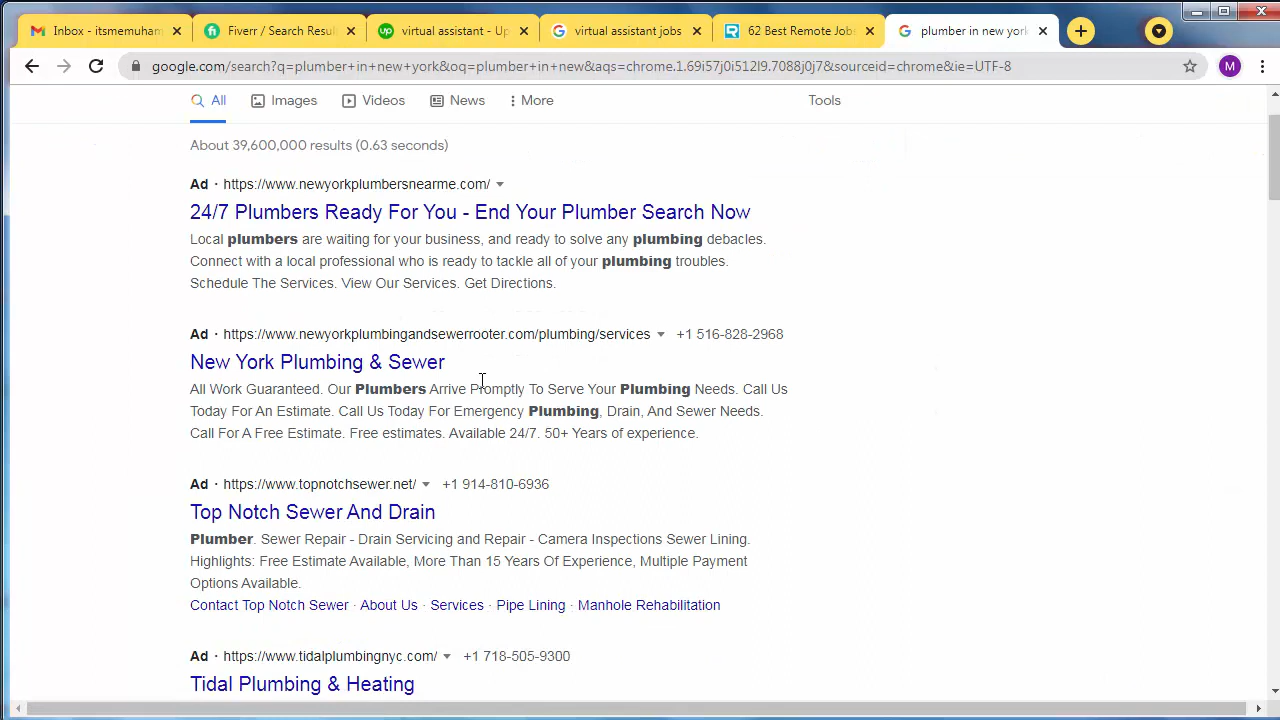 Inbox - itsmemuham
Fiverr / Search Resul
virtual assistant - Up
virtual assistant jobs
62 Best Remote Jobs
plumber in new york
google.com/search?q=plumber+in+new+york&oq=plumber+in+new&aqs=chrome.1.69i57j0i512l9.7088j0j7&sourceid=chrome&ie=UTF-8
M
All
Images
Videos
News
More
Tools
About 39,600,000 results (0.63 seconds)
Ad · https://www.newyorkplumbersnearme.com/
24/7 Plumbers Ready For You - End Your Plumber Search Now
Local plumbers are waiting for your business, and ready to solve any plumbing debacles.
Connect with a local professional who is ready to tackle all of your plumbing troubles.
Schedule The Services. View Our Services. Get Directions.
Ad · https://www.newyorkplumbingandsewerrooter.com/plumbing/services +1 516-828-2968
New York Plumbing & Sewer
All Work Guaranteed. Our Plumbers Arrive Promptly To Serve Your Plumbing Needs. Call Us
Today For An Estimate. Call Us Today For Emergency Plumbing, Drain, And Sewer Needs.
Call For A Free Estimate. Free estimates. Available 24/7. 50+ Years of experience.
Ad · https://www.topnotchsewer.net/ +1 914-810-6936
Top Notch Sewer And Drain
Plumber. Sewer Repair - Drain Servicing and Repair - Camera Inspections Sewer Lining.
Highlights: Free Estimate Available, More Than 15 Years Of Experience, Multiple Payment
Options Available.
Contact Top Notch Sewer · About Us · Services · Pipe Lining · Manhole Rehabilitation
Ad · https://www.tidalplumbingnyc.com/ +1 718-505-9300
Tidal Plumbing & Heating